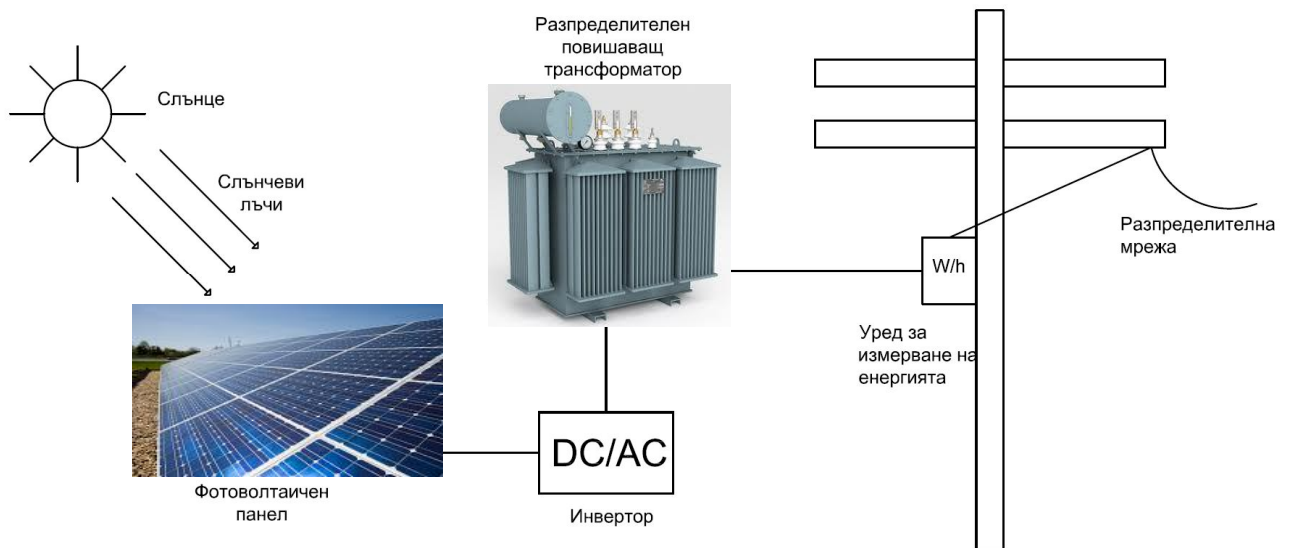 Разпределителен
повишаващ
трансформатор
Слънце
Слънчеви
лъчи
Разпределителна
мрежа
W/h
Уред за
измерване на
енергията
DC/AC
Фотоволтаичен
панел
Инвертор